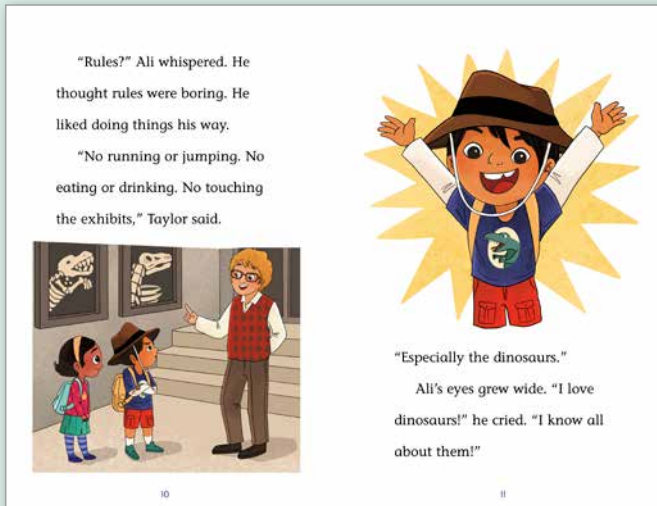 “Rules?” Ali whispered. He
thought rules were boring. He
liked doing things his way.
“No running or jumping. No
eating or drinking. No touching
the exhibits,” Taylor said.
10
“Especially the dinosaurs.”
Ali’s eyes grew wide. “I love
dinosaurs!” he cried. “I know all
about them!”
11